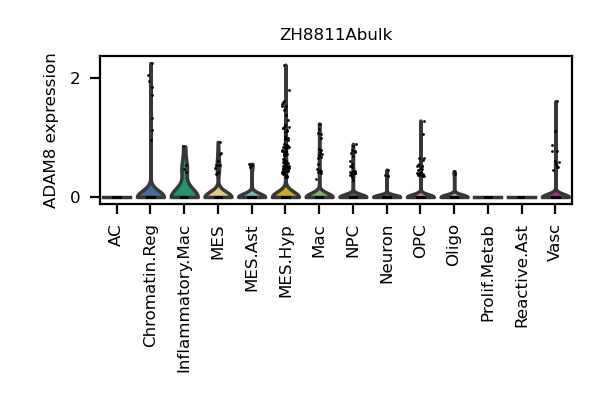 ZH8811Abulk
ADAM8 expression
2
0
AC
Chromatin.Reg
Inflammatory.Mac
MES
MES.Ast
MES.Hyp
Mac
NPC
Neuron
OPC
Oligo
Prolif.Metab
Reactive.Ast
Vasc